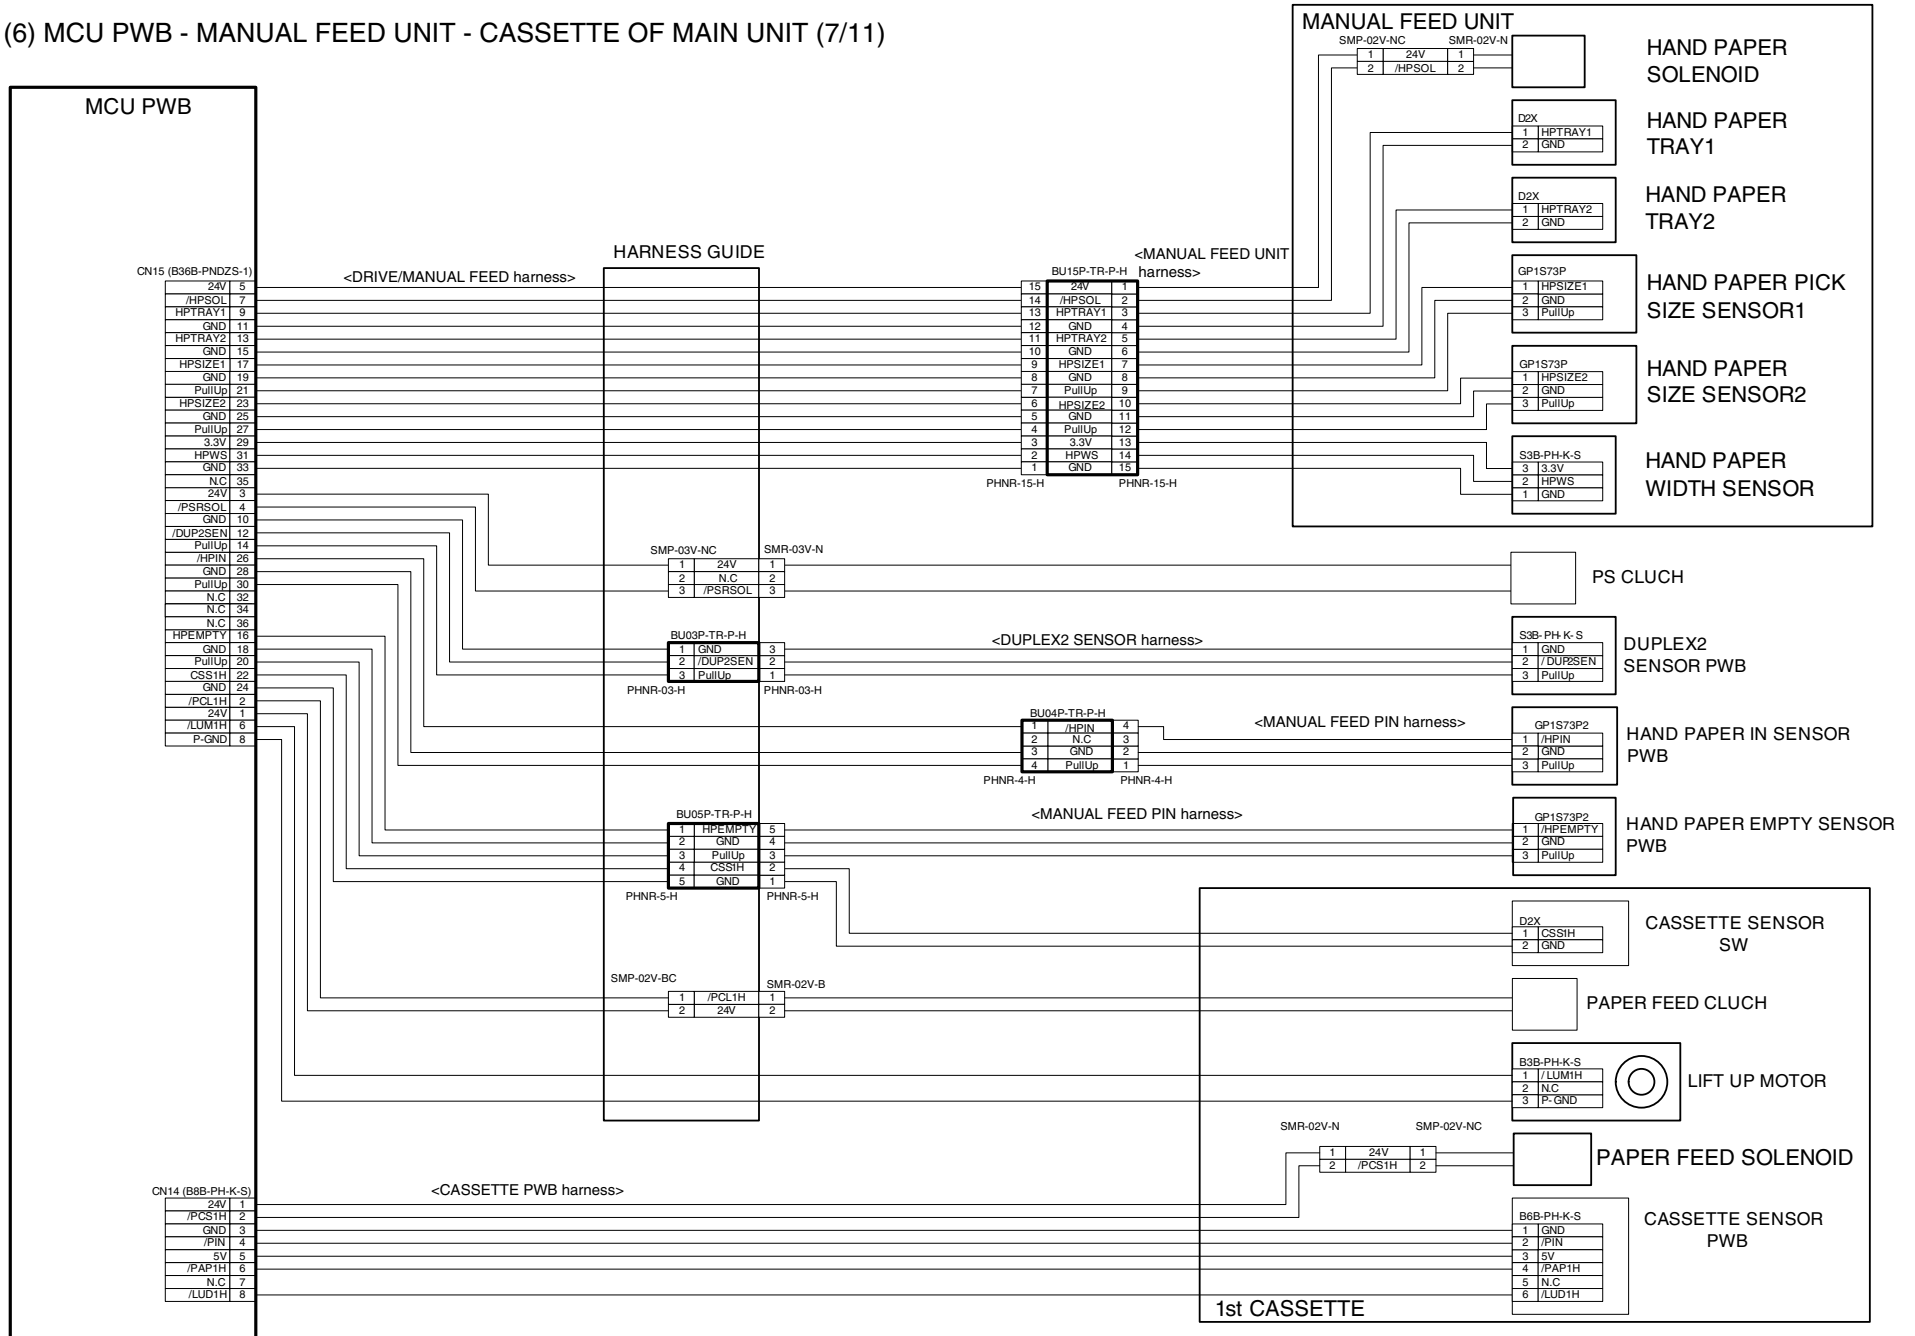 (6) MCU PWB - MANUAL FEED UNIT - CASSETTE OF MAIN UNIT (7/11)
MCU PWB
CN15 (B36B-PNDZS-1)
24V 5
/HPSOL 7
HPTRAY1 9
GND 11
HPTRAY2 13
GND 15
HPSIZE1 17
GND 19
PullUp 21
HPSIZE2 23
GND 25
PullUp 27
3.3V 29
HPWS 31
GND 33
N.C 35
24V 3
/PSRSOL 4
GND 10
/DUP2SEN 12
PullUp 14
/HPIN 26
GND 28
PullUp 30
N.C 32
N.C 34
N.C 36
HPEMPTY 16
GND 18
PullUp 20
CSS1H 22
GND 24
/PCL1H 2
24V 1
/LUM1H 6
P-GND 8
CN14 (B8B-PH-K-S)
24V 1
/PCS1H 2
GND 3
/PIN 4
5V 5
/PAP1H 6
N.C 7
/LUD1H 8
<DRIVE/MANUAL FEED harness>
<CASSETTE PWB harness>
HARNESS GUIDE
SMP-03V-NC SMR-03V-N
1 24V 1
2 N.C 2
3 /PSRSOL 3
BU03P-TR-P-H
1 GND 3
2 /DUP2SEN 2
3 PullUp 1
PHNR-03-H PHNR-03-H
BU05P-TR-P-H
1 HPEMPTY 5
2 GND 4
3 PullUp 3
4 CSS1H 2
5 GND 1
PHNR-5-H PHNR-5-H
SMP-02V-BC SMR-02V-B
1 /PCL1H 1
2 24V 2
<MANUAL FEED UNIT
harness>
BU15P-TR-P-H
15 24V 1
14 /HPSOL 2
13 HPTRAY1 3
12 GND 4
11 HPTRAY2 5
10 GND 6
9 HPSIZE1 7
8 GND 8
7 PullUp 9
6 HPSIZE2 10
5 GND 11
4 PullUp 12
3 3.3V 13
2 HPWS 14
1 GND 15
PHNR-15-H PHNR-15-H
<DUPLEX2 SENSOR harness>
BU04P-TR-P-H
1 /HPIN 4
2 N.C 3
3 GND 2
4 PullUp 1
PHNR-4-H PHNR-4-H
<MANUAL FEED PIN harness>
<MANUAL FEED PIN harness>
MANUAL FEED UNIT
SMP-02V-NC SMR-02V-N
1 24V 1
2 /HPSOL 2
HAND PAPER
SOLENOID
D2X
1 HPTRAY1
2 GND
HAND PAPER
TRAY1
D2X
1 HPTRAY2
2 GND
HAND PAPER
TRAY2
GP1S73P
1 HPSIZE1
2 GND
3 PullUp
HAND PAPER PICK
SIZE SENSOR1
GP1S73P
1 HPSIZE2
2 GND
3 PullUp
HAND PAPER
SIZE SENSOR2
S3B-PH-K-S
3 3.3V
2 HPWS
1 GND
HAND PAPER
WIDTH SENSOR
PS CLUCH
S3B-PH-K-S
1 GND
2 /DUP2SEN
3 PullUp
DUPLEX2
SENSOR PWB
GP1S73P2
1 /HPIN
2 GND
3 PullUp
HAND PAPER IN SENSOR
PWB
GP1S73P2
1 /HPEMPTY
2 GND
3 PullUp
HAND PAPER EMPTY SENSOR
PWB
D2X
1 CSS1H
2 GND
CASSETTE SENSOR
SW
PAPER FEED CLUCH
B3B-PH-K-S
1 /LUM1H
2 N.C
3 P-GND
LIFT UP MOTOR
SMR-02V-N SMP-02V-NC
1 24V 1
2 /PCS1H 2
PAPER FEED SOLENOID
B6B-PH-K-S
1 GND
2 /PIN
3 5V
4 /PAP1H
5 N.C
6 /LUD1H
CASSETTE SENSOR
PWB
1st CASSETTE